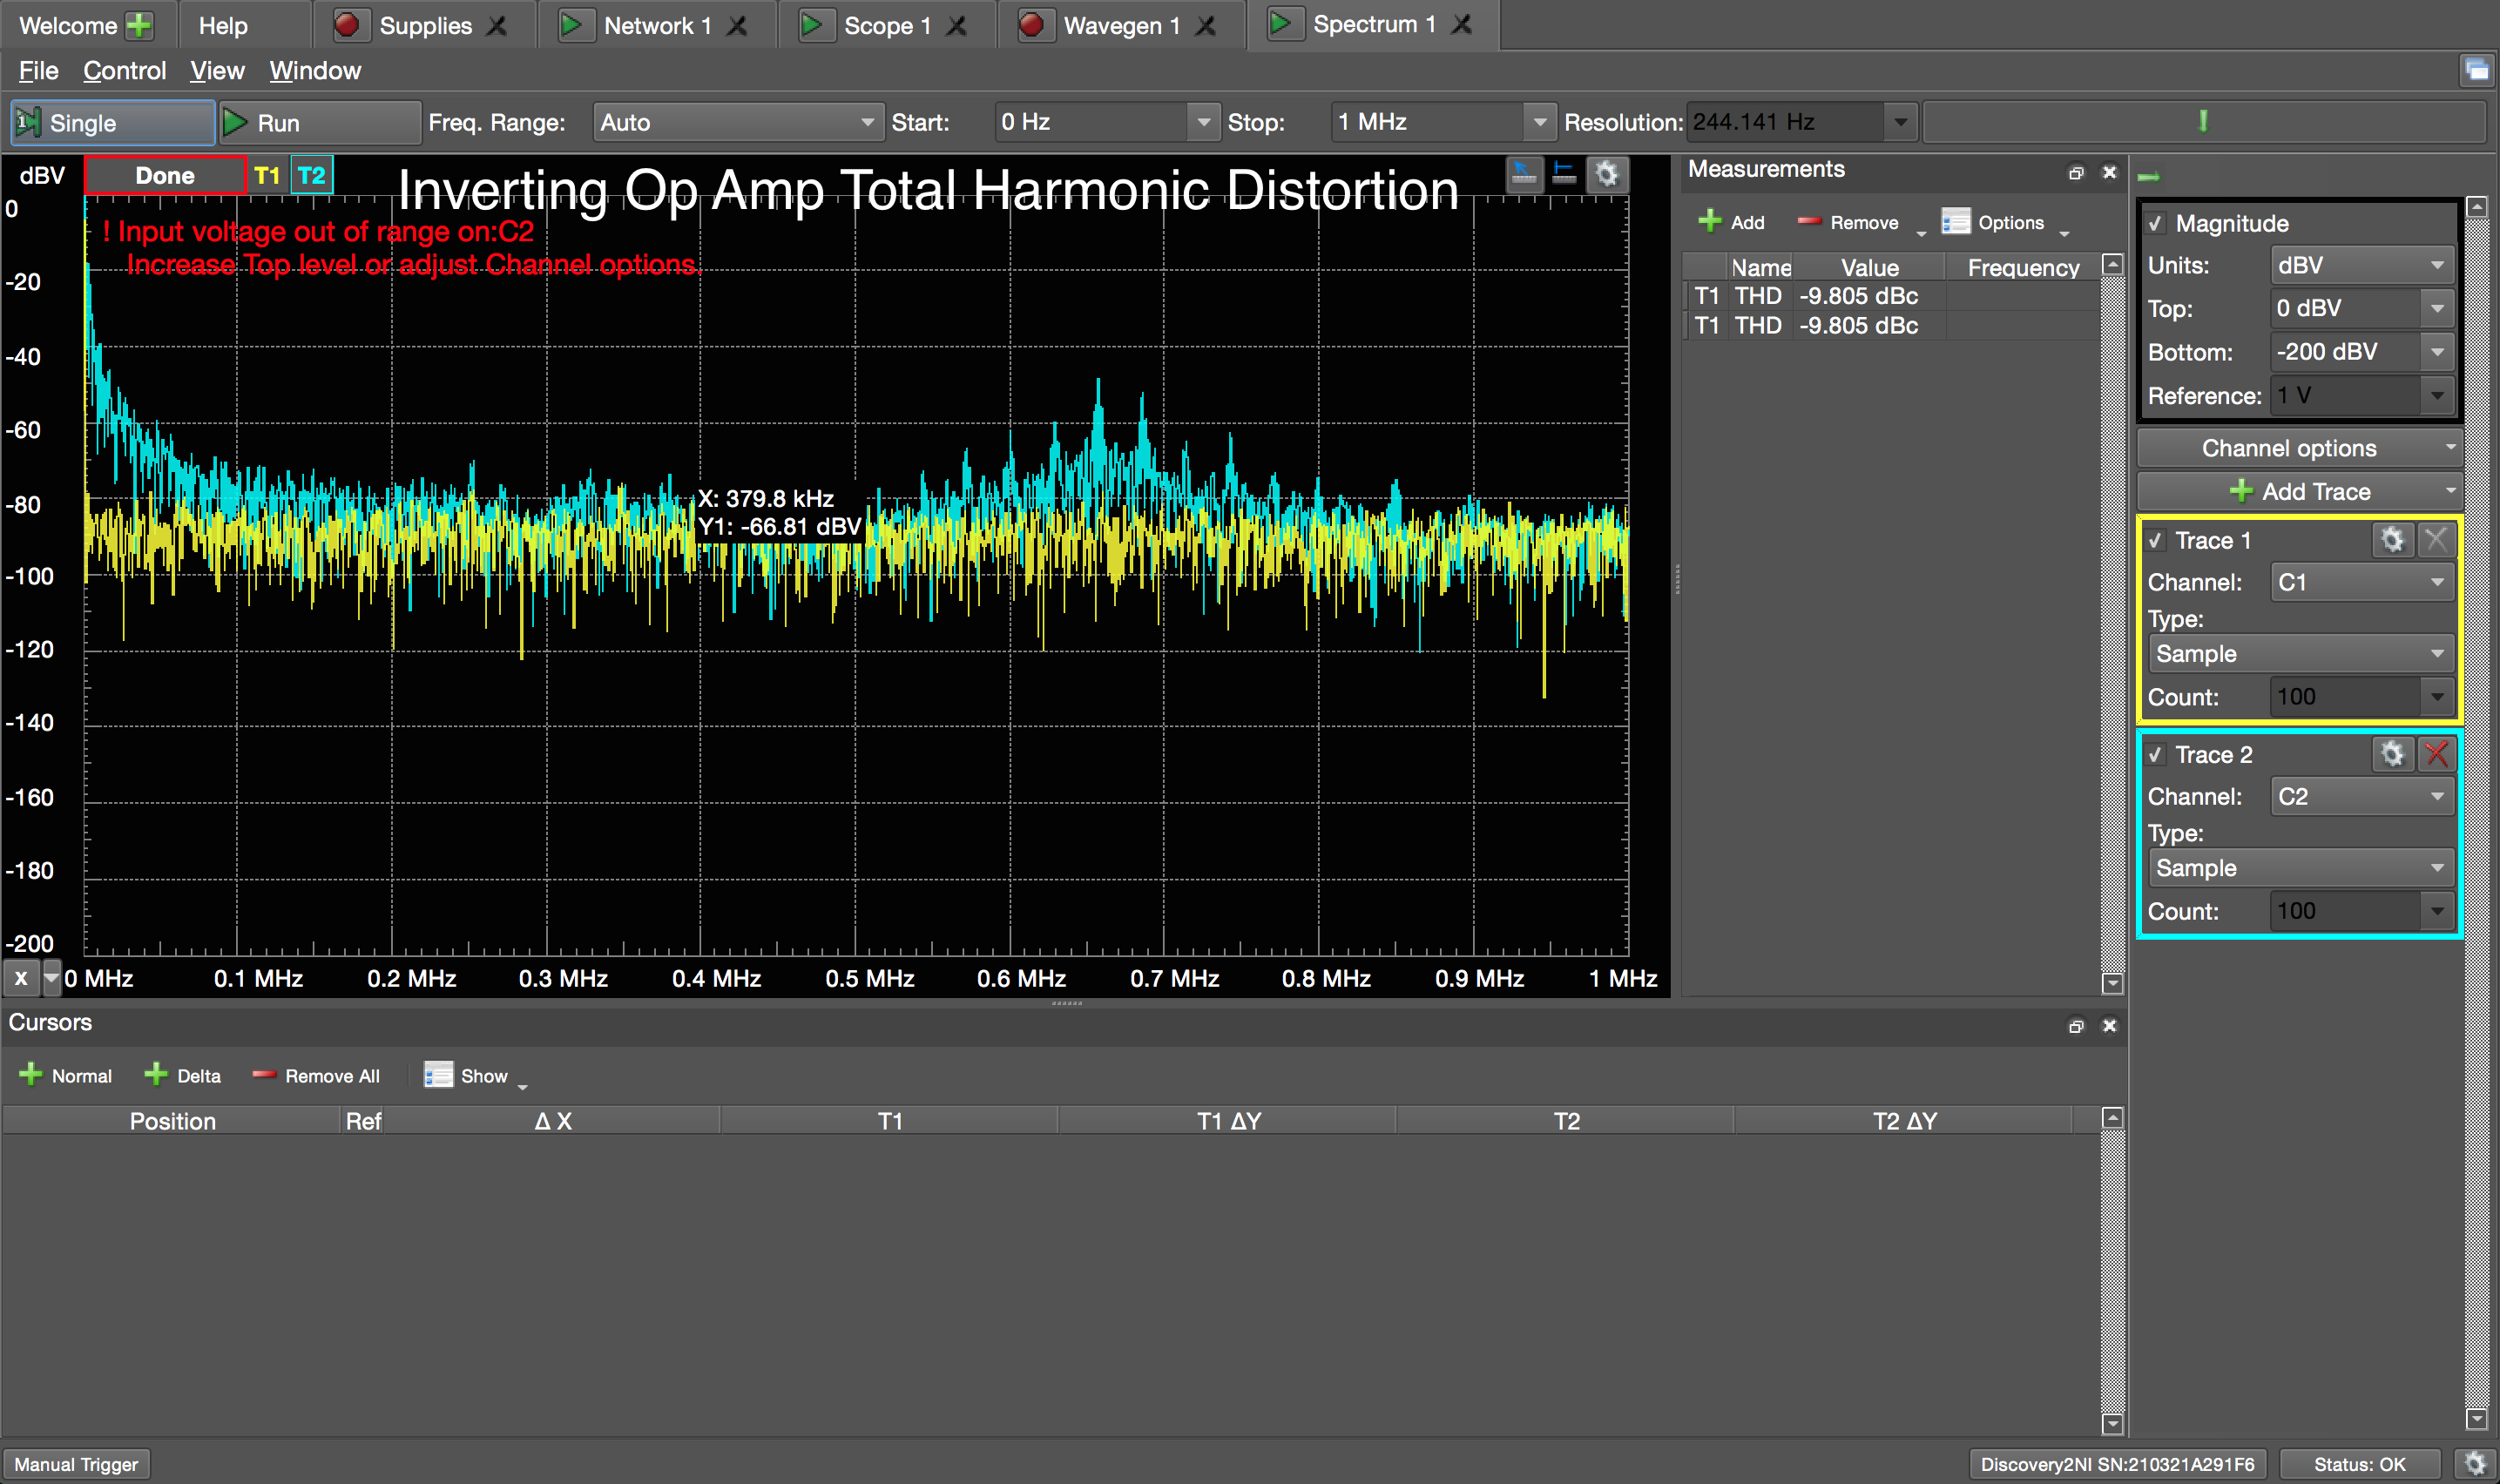 Welcome Help Supplies Network 1 Scope 1 Wavegen 1 Spectrum 1
File Control View Window
1 Single Run Freq. Range: Auto Start: 0 Hz Stop: 1 MHz Resolution: 244.141 Hz
dBV Done T1 T2
Inverting Op Amp Total Harmonic Distortion
! Input voltage out of range on:C2
Increase Top level or adjust Channel options.
0
-20
-40
-60
-80
-100
-120
-140
-160
-180
-200
X: 379.8 kHz
Y1: -66.81 dBV
X 0 MHz 0.1 MHz 0.2 MHz 0.3 MHz 0.4 MHz 0.5 MHz 0.6 MHz 0.7 MHz 0.8 MHz 0.9 MHz 1 MHz
Measurements
Add Remove Options
Name Value Frequency
T1 THD -9.805 dBc
T1 THD -9.805 dBc
Magnitude
Units: dBV
Top: 0 dBV
Bottom: -200 dBV
Reference: 1 V
Channel options
Add Trace
Trace 1
Channel: C1
Type:
Sample
Count: 100
Trace 2
Channel: C2
Type:
Sample
Count: 100
Cursors
Normal Delta Remove All Show
Position Ref Δ X T1 T1 ΔY T2 T2 ΔY
Manual Trigger Discovery2NI SN:210321A291F6 Status: OK